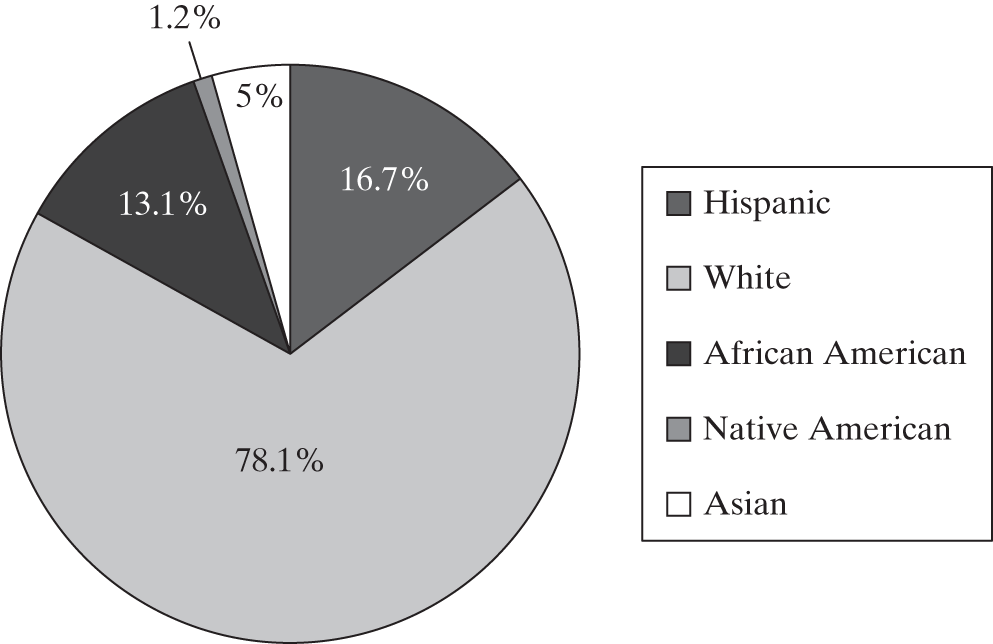 1.2%
5%
16.7%
13.1%
78.1%
Hispanic
White
African American
Native American
Asian